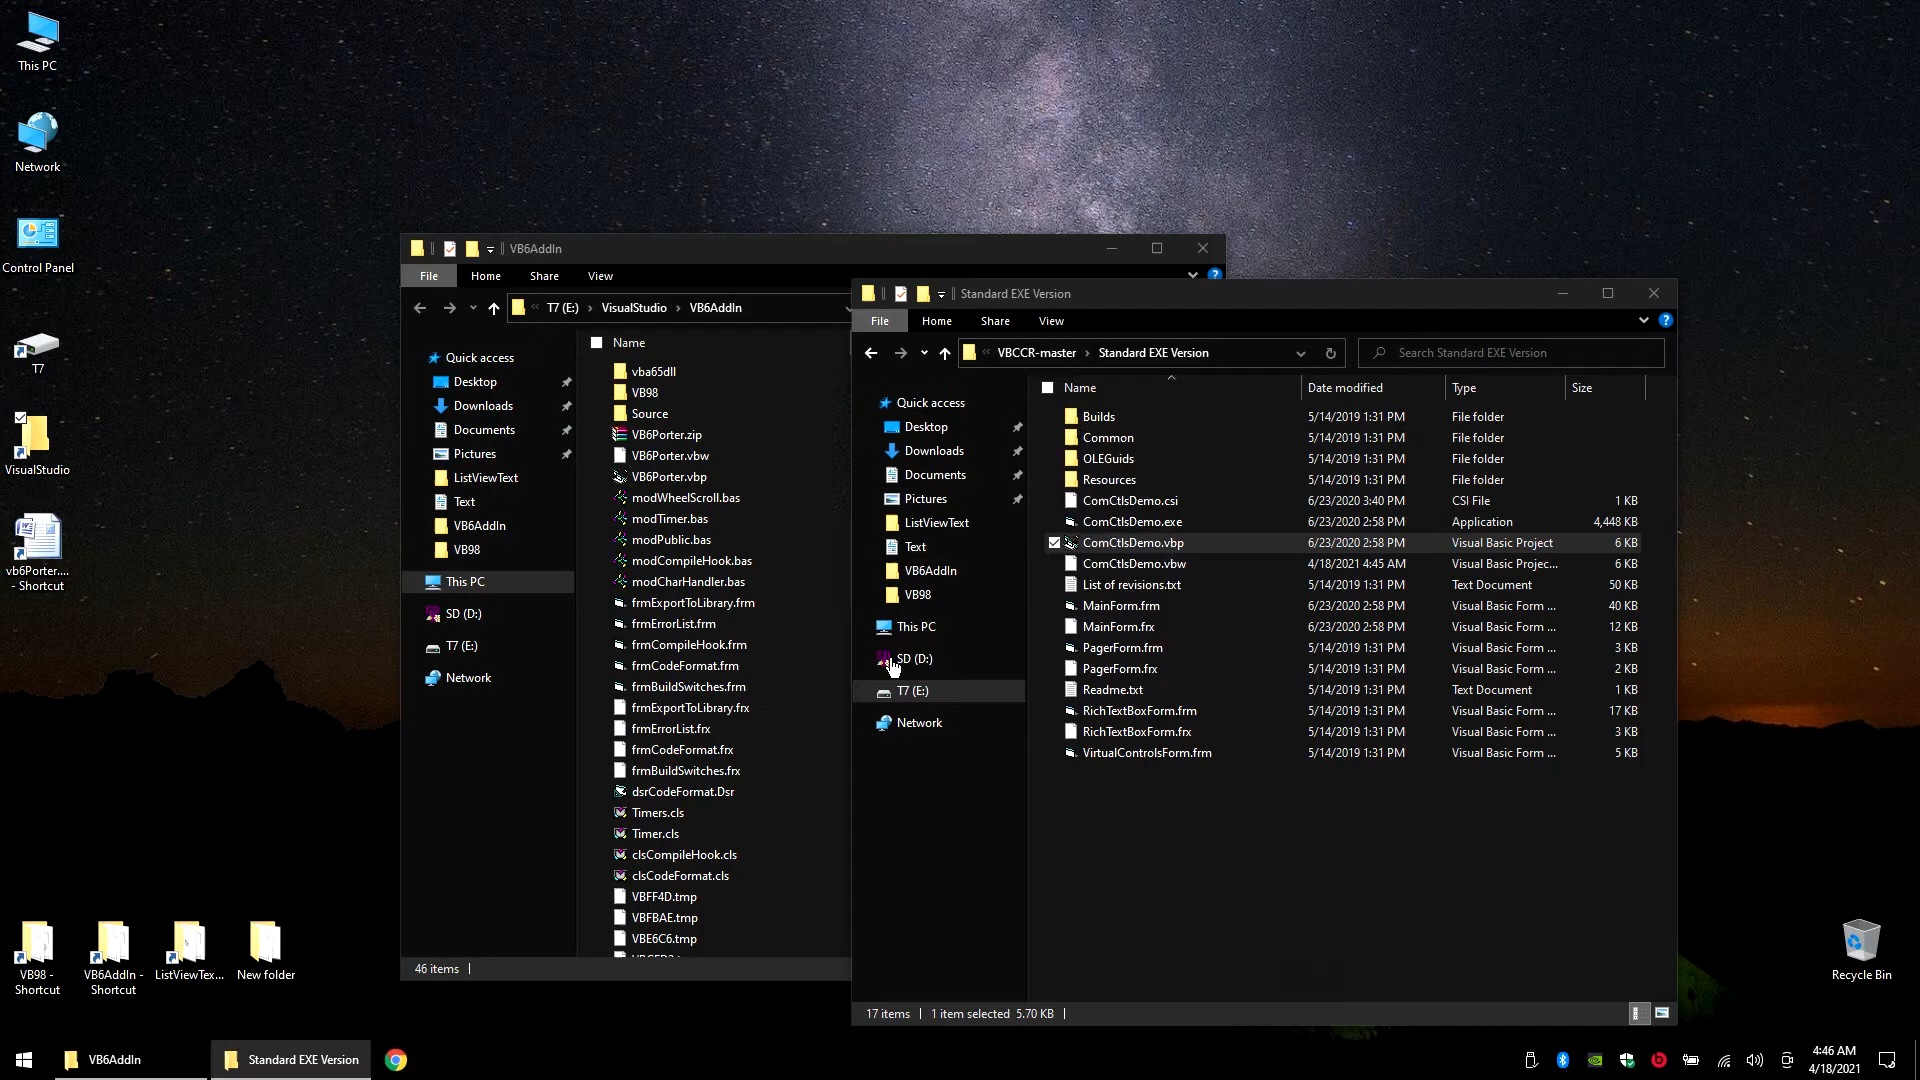 This PC
Network
Control Panel
T7
VisualStudio
vb6Porter....
- Shortcut
VB98 -
Shortcut
VB6AddIn -
Shortcut
ListViewTex...
New folder
Recycle Bin
VB6AddIn
File Home Share View
T7 (E:) › VisualStudio › VB6AddIn
Quick access
Desktop
Downloads
Documents
Pictures
ListViewText
Text
VB6AddIn
VB98
This PC
SD (D:)
T7 (E:)
Network
Name
vba65dll
VB98
Source
VB6Porter.zip
VB6Porter.vbw
VB6Porter.vbp
modWheelScroll.bas
modTimer.bas
modPublic.bas
modCompileHook.bas
modCharHandler.bas
frmExportToLibrary.frm
frmErrorList.frm
frmCompileHook.frm
frmCodeFormat.frm
frmBuildSwitches.frm
frmExportToLibrary.frx
frmErrorList.frx
frmCodeFormat.frx
frmBuildSwitches.frx
dsrCodeFormat.Dsr
Timers.cls
Timer.cls
clsCompileHook.cls
clsCodeFormat.cls
VBFF4D.tmp
VBFBAE.tmp
VBE6C6.tmp
46 items
Standard EXE Version
File Home Share View
VBCCR-master › Standard EXE Version
Search Standard EXE Version
Quick access
Desktop
Downloads
Documents
Pictures
ListViewText
Text
VB6AddIn
VB98
This PC
SD (D:)
T7 (E:)
Network
Name Date modified Type Size
Builds 5/14/2019 1:31 PM File folder
Common 5/14/2019 1:31 PM File folder
OLEGuids 5/14/2019 1:31 PM File folder
Resources 5/14/2019 1:31 PM File folder
ComCtlsDemo.csi 6/23/2020 3:40 PM CSI File 1 KB
ComCtlsDemo.exe 6/23/2020 2:58 PM Application 4,448 KB
ComCtlsDemo.vbp 6/23/2020 2:58 PM Visual Basic Project 6 KB
ComCtlsDemo.vbw 4/18/2021 4:45 AM Visual Basic Projec... 6 KB
List of revisions.txt 5/14/2019 1:31 PM Text Document 50 KB
MainForm.frm 6/23/2020 2:58 PM Visual Basic Form ... 40 KB
MainForm.frx 6/23/2020 2:58 PM Visual Basic Form ... 12 KB
PagerForm.frm 5/14/2019 1:31 PM Visual Basic Form ... 3 KB
PagerForm.frx 5/14/2019 1:31 PM Visual Basic Form ... 2 KB
Readme.txt 5/14/2019 1:31 PM Text Document 1 KB
RichTextBoxForm.frm 5/14/2019 1:31 PM Visual Basic Form ... 17 KB
RichTextBoxForm.frx 5/14/2019 1:31 PM Visual Basic Form ... 3 KB
VirtualControlsForm.frm 5/14/2019 1:31 PM Visual Basic Form ... 5 KB
17 items 1 item selected 5.70 KB
VB6AddIn
Standard EXE Version
4:46 AM
4/18/2021